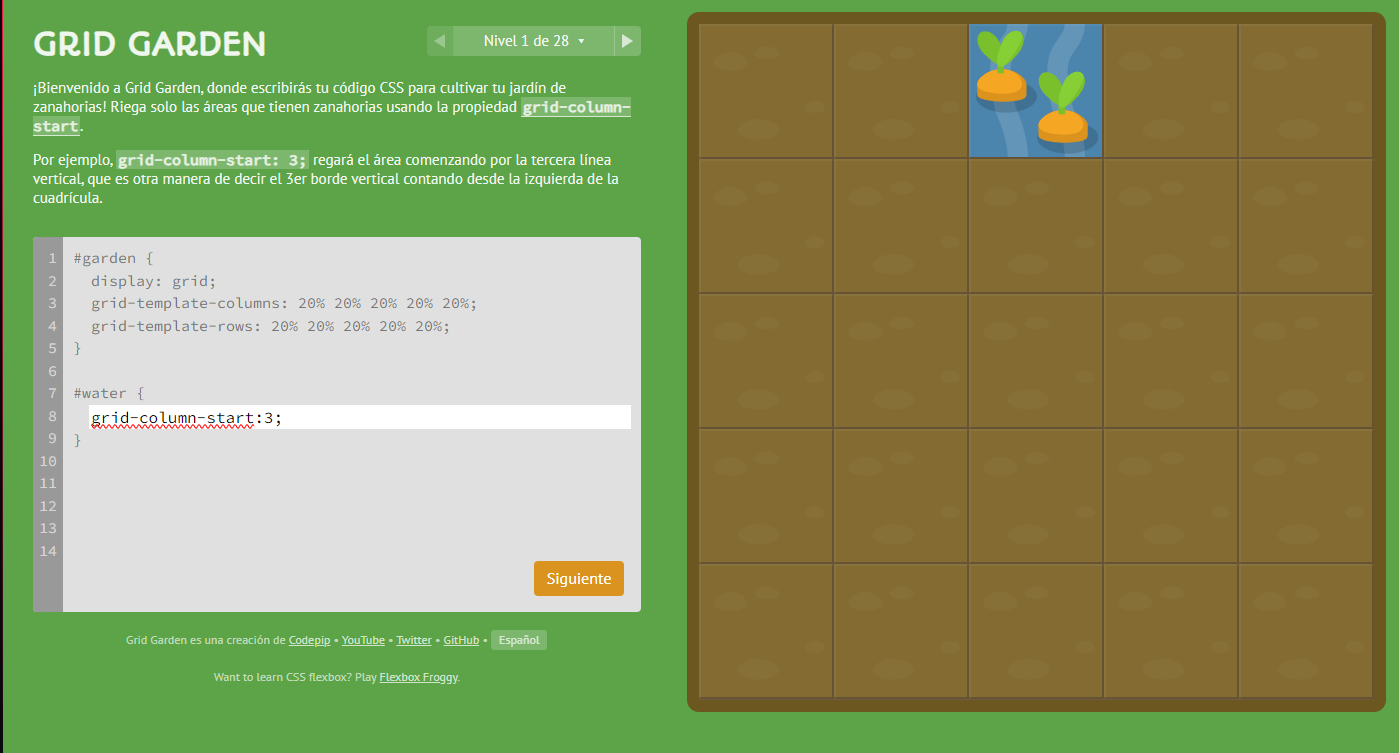 GRID GARDEN
Nivel 1 de 28
¡Bienvenido a Grid Garden, donde escribirás tu código CSS para cultivar tu jardín de
zanahorias! Riega solo las áreas que tienen zanahorias usando la propiedad grid-column-
start.
Por ejemplo, grid-column-start: 3; regará el área comenzando por la tercera línea
vertical, que es otra manera de decir el 3er borde vertical contando desde la izquierda de la
cuadrícula.
1 #garden {
2 display: grid;
3 grid-template-columns: 20% 20% 20% 20% 20%;
4 grid-template-rows: 20% 20% 20% 20% 20%;
5 }
6
7 #water {
8 grid-column-start:3;
9 }
10
11
12
13
14
Siguiente
Grid Garden es una creación de Codepip • YouTube • Twitter • GitHub • Español
Want to learn CSS flexbox? Play Flexbox Froggy.